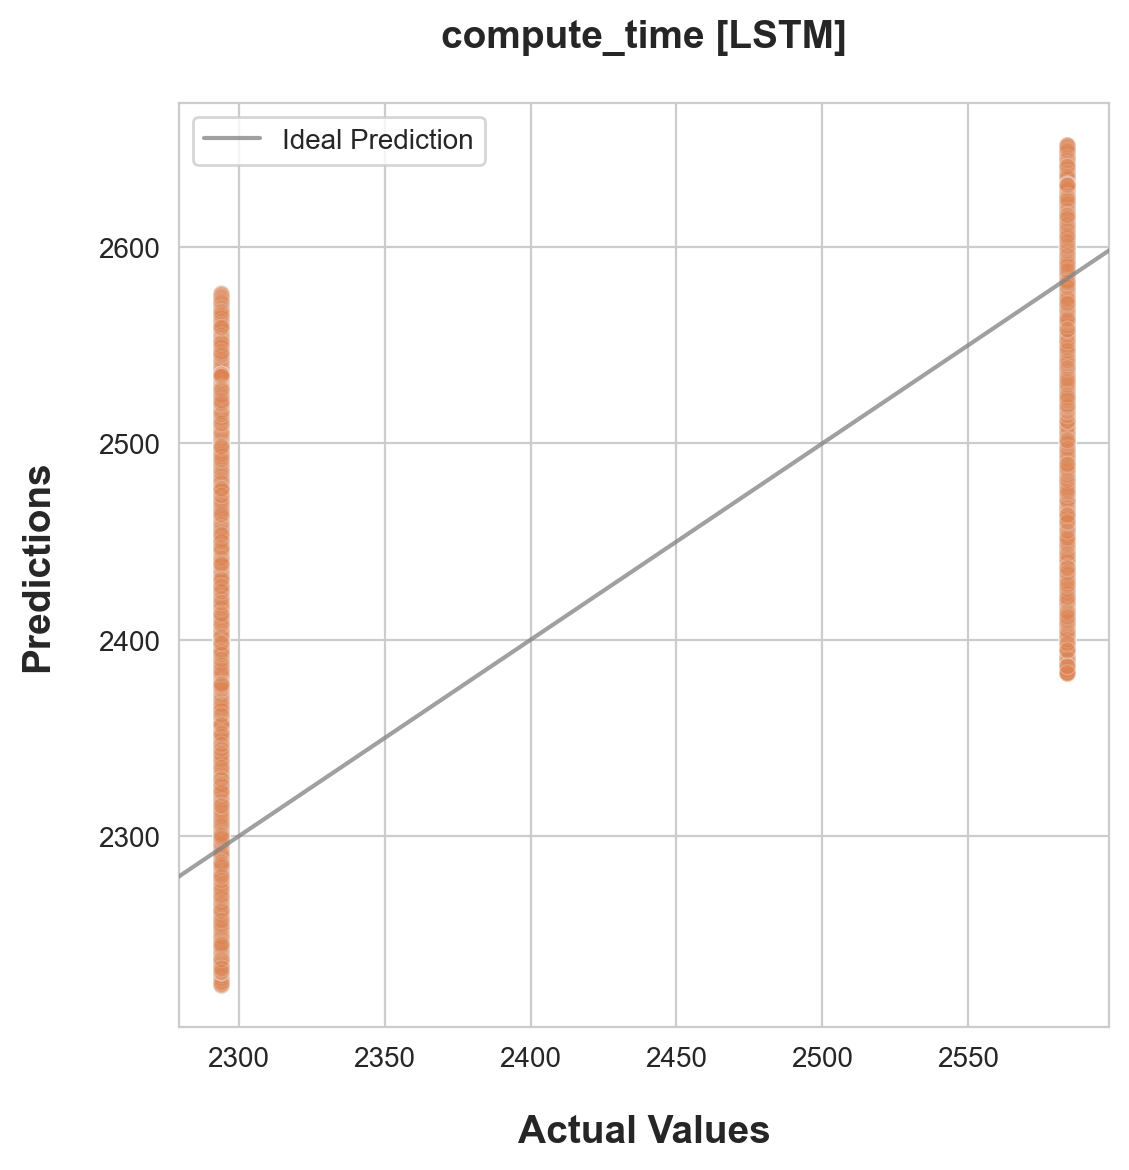 compute_time [LSTM]
Ideal Prediction
2600
2500
2400
2300
Predictions
2300 2350 2400 2450 2500 2550
Actual Values